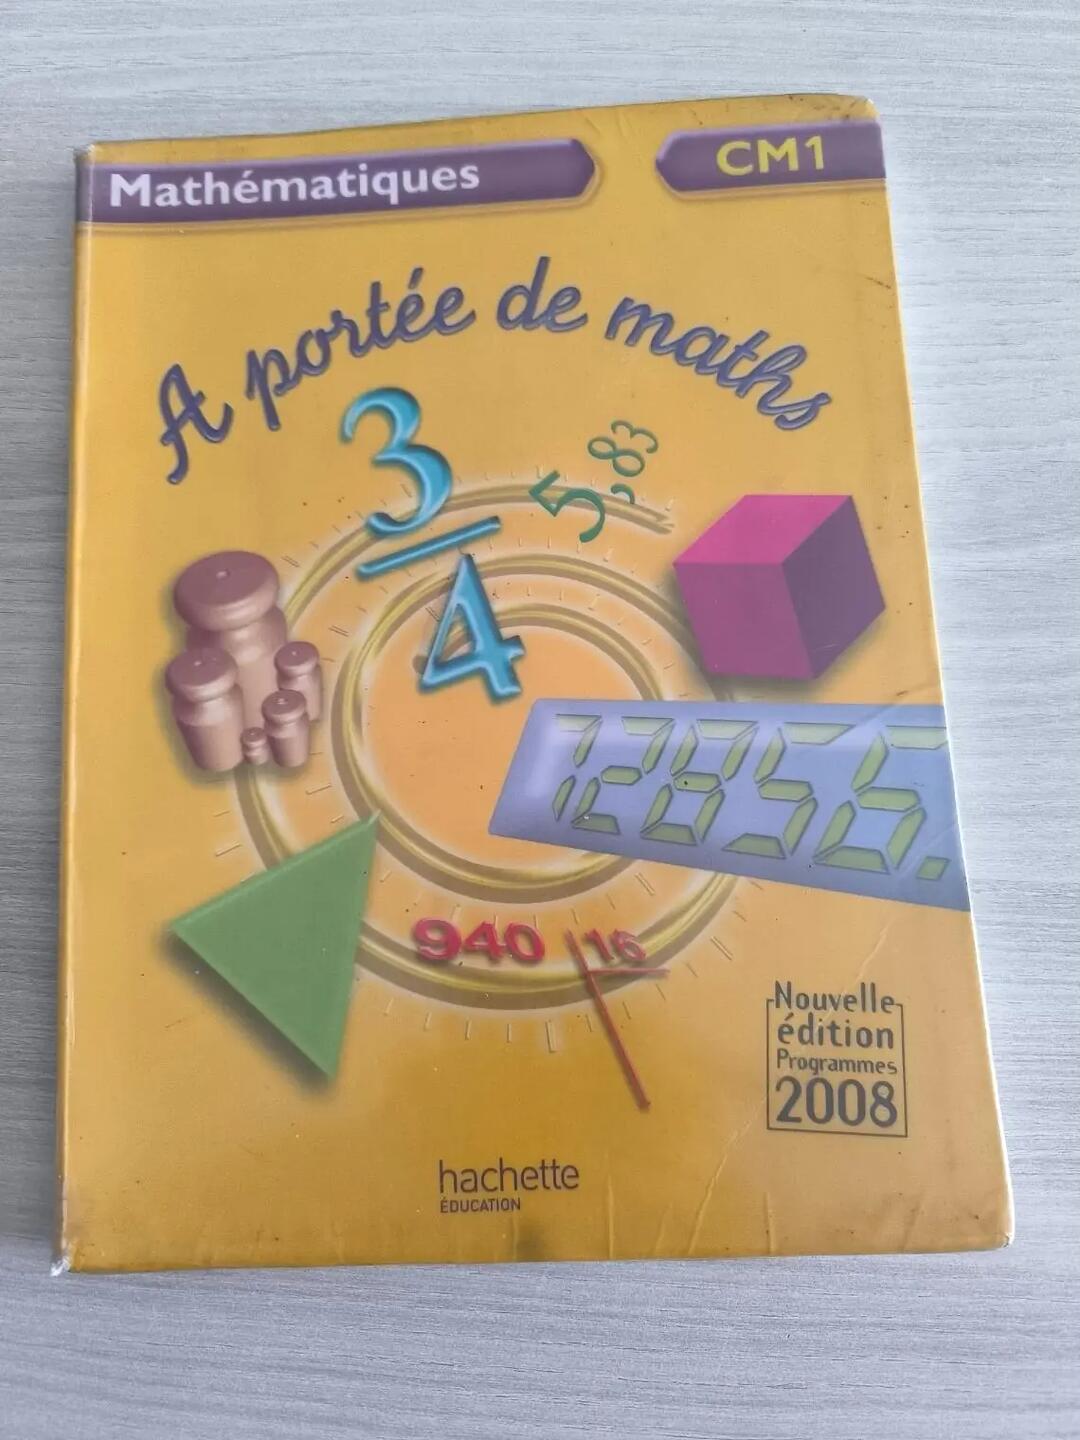 Mathématiques
CM1
A portée de maths
3
4
5,83
12856.
940 16
Nouvelle
édition
Programmes
2008
hachette
ÉDUCATION